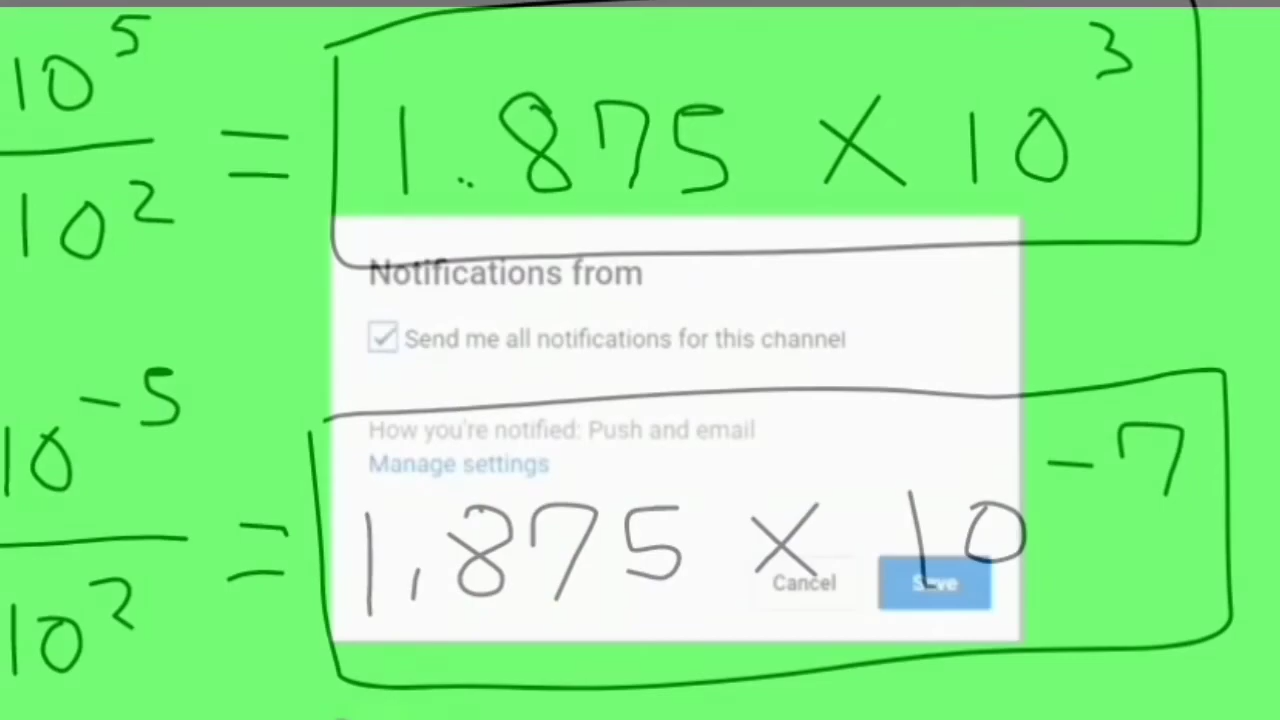 10^5
10^2
= 1.875 × 10^3
Notifications from
Send me all notifications for this channel
How you're notified: Push and email
Manage settings
10^-5
10^2
= 1.875 × 10^-7
Cancel
Save